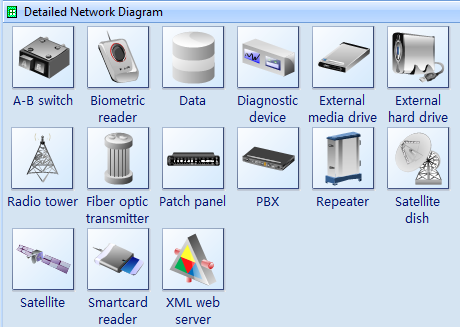 Detailed Network Diagram
A-B switch
Biometric
reader
Data
Diagnostic
device
External
media drive
External
hard drive
Radio tower
Fiber optic
transmitter
Patch panel
PBX
Repeater
Satellite
dish
Satellite
Smartcard
reader
XML web
server